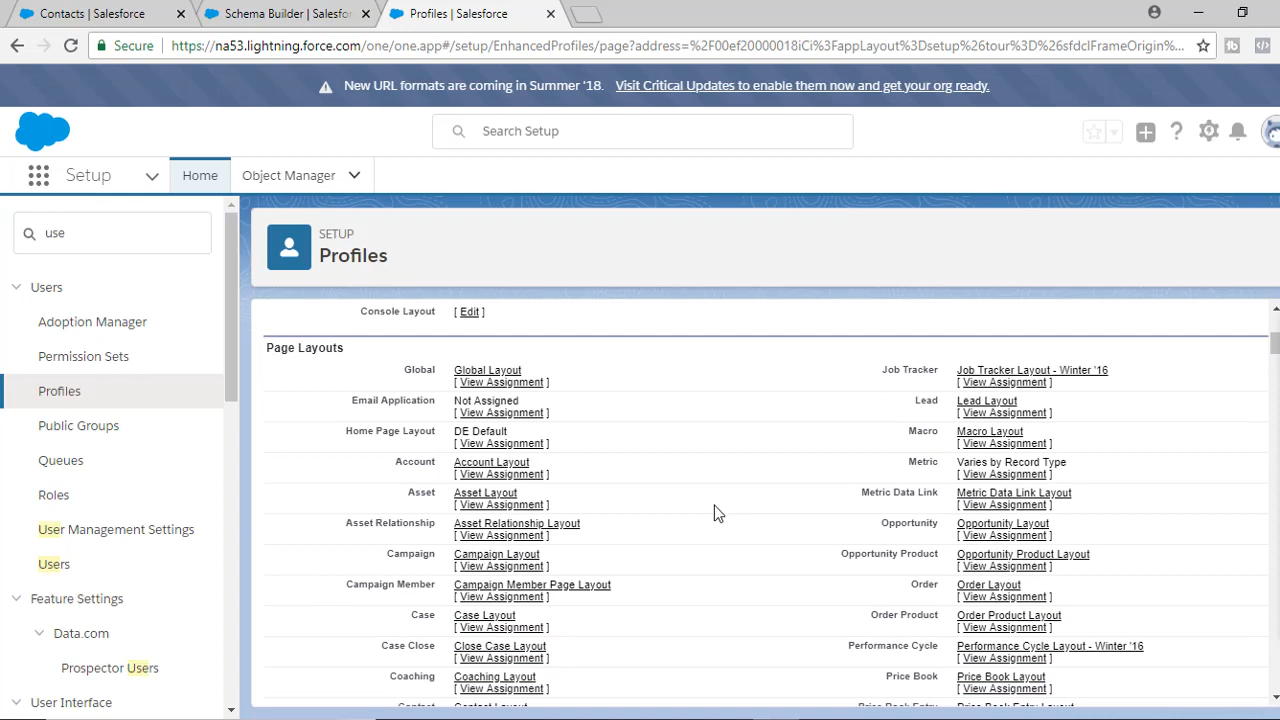 Contacts | Salesforce
Schema Builder | Salesfo
Profiles | Salesforce
Secure
https://na53.lightning.force.com/one/one.app#/setup/EnhancedProfiles/page?address=%2F00ef20000018iCi%3FappLayout%3Dsetup%26tour%3D%26sfdcIFrameOrigin%...
New URL formats are coming in Summer '18. Visit Critical Updates to enable them now and get your org ready.
Search Setup
Setup
Home
Object Manager
use
Users
Adoption Manager
Permission Sets
Profiles
Public Groups
Queues
Roles
User Management Settings
Users
Feature Settings
Data.com
Prospector Users
User Interface
SETUP
Profiles
Console Layout [ Edit ]
Page Layouts
Global Global Layout
[ View Assignment ]
Job Tracker Job Tracker Layout - Winter '16
[ View Assignment ]
Email Application Not Assigned
[ View Assignment ]
Lead Lead Layout
[ View Assignment ]
Home Page Layout DE Default
[ View Assignment ]
Macro Macro Layout
[ View Assignment ]
Account Account Layout
[ View Assignment ]
Metric Varies by Record Type
[ View Assignment ]
Asset Asset Layout
[ View Assignment ]
Metric Data Link Metric Data Link Layout
[ View Assignment ]
Asset Relationship Asset Relationship Layout
[ View Assignment ]
Opportunity Opportunity Layout
[ View Assignment ]
Campaign Campaign Layout
[ View Assignment ]
Opportunity Product Opportunity Product Layout
[ View Assignment ]
Campaign Member Campaign Member Page Layout
[ View Assignment ]
Order Order Layout
[ View Assignment ]
Case Case Layout
[ View Assignment ]
Order Product Order Product Layout
[ View Assignment ]
Case Close Close Case Layout
[ View Assignment ]
Performance Cycle Performance Cycle Layout - Winter '16
[ View Assignment ]
Coaching Coaching Layout
[ View Assignment ]
Price Book Price Book Layout
[ View Assignment ]
Contact Contact Layout
Price Book Entry Price Book Entry Layout